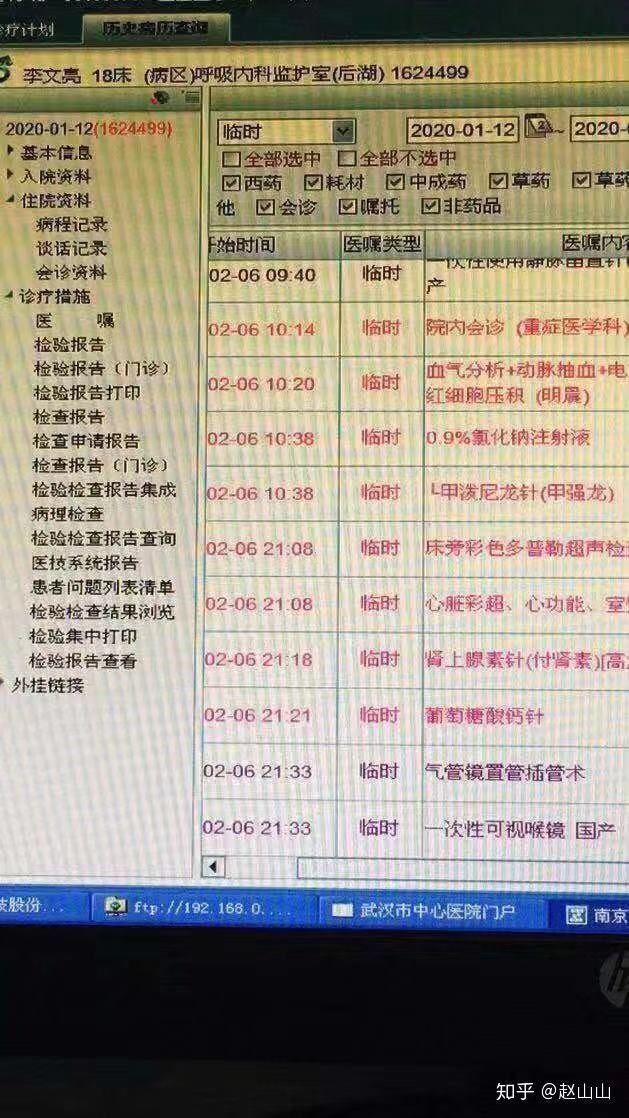 诊疗计划
历史病历查阅
李文亮 18床 (病区)呼吸内科监护室(后湖) 1624499
2020-01-12(1624499)
基本信息
入院资料
住院资料
病程记录
谈话记录
会诊资料
诊疗措施
医 嘱
检验报告
检验报告（门诊）
检验报告打印
检查报告
检查申请报告
检查报告（门诊）
检验检查报告集成
病理检查
检验检查报告查询
医技系统报告
患者问题列表清单
检验检查结果浏览
检验集中打印
检验报告查看
外挂链接
临时 2020-01-12 ~ 2020-0
全部选中 全部不选中
西药 耗材 中成药 草药 草药
他 会诊 嘱托 非药品
开始时间 医嘱类型 医嘱内容
02-06 09:40 临时 一次性使用静脉留置针
产
02-06 10:14 临时 院内会诊 (重症医学科)
02-06 10:20 临时 血气分析+动脉抽血+电
红细胞压积 (明晨)
02-06 10:38 临时 0.9%氯化钠注射液
02-06 10:38 临时 └甲泼尼龙针(甲强龙)
02-06 21:08 临时 床旁彩色多普勒超声检
02-06 21:08 临时 心脏彩超、心功能、室
02-06 21:18 临时 肾上腺素针(付肾素)[高
02-06 21:21 临时 葡萄糖酸钙针
02-06 21:33 临时 气管镜置管插管术
02-06 21:33 临时 一次性可视喉镜 国产
技股份... ftp://192.168.0.... 武汉市中心医院门户 南京
hp
知乎 @赵山山